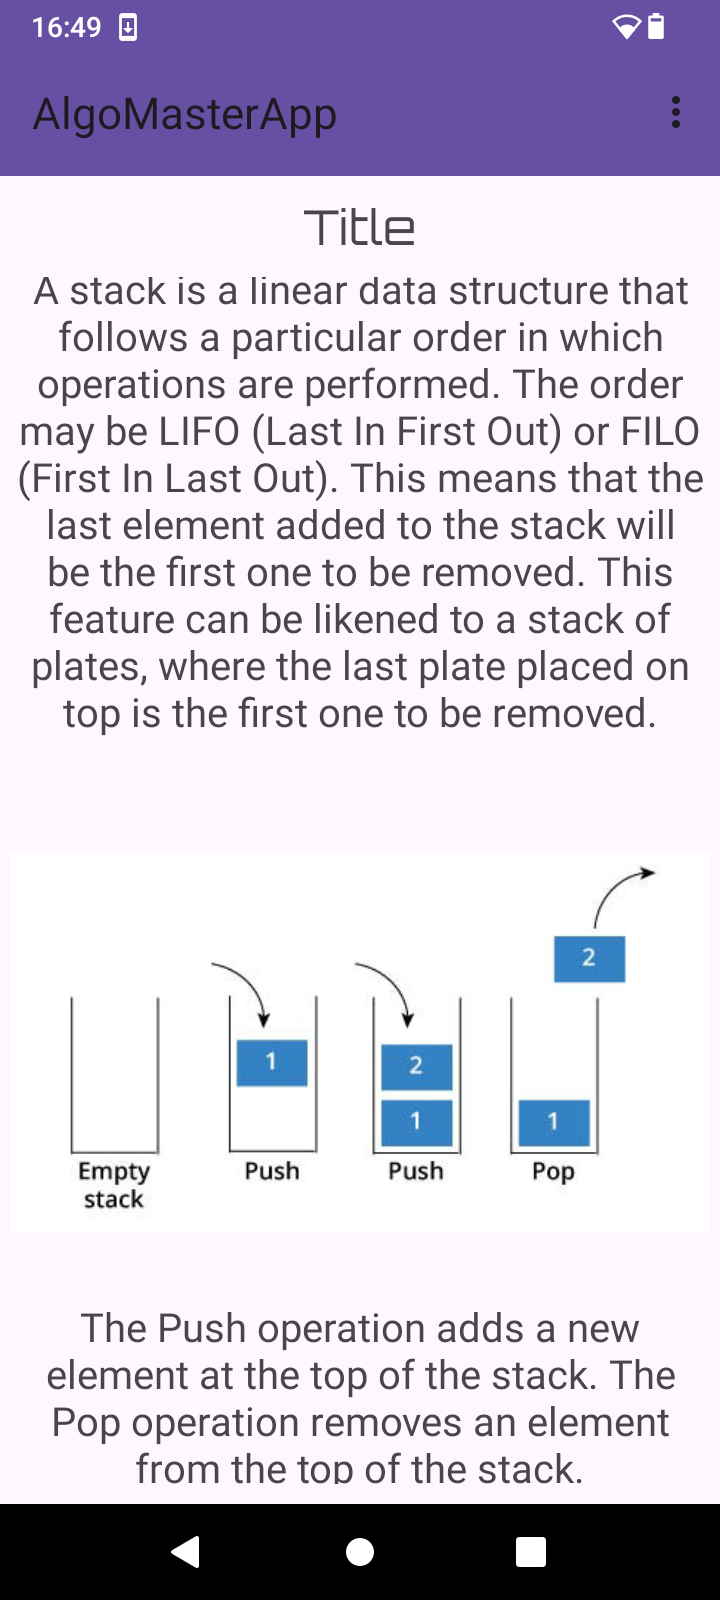 16:49
AlgoMasterApp
Title
A stack is a linear data structure that
follows a particular order in which
operations are performed. The order
may be LIFO (Last In First Out) or FILO
(First In Last Out). This means that the
last element added to the stack will
be the first one to be removed. This
feature can be likened to a stack of
plates, where the last plate placed on
top is the first one to be removed.
2
1 2
1 1
Empty Push Push Pop
stack
The Push operation adds a new
element at the top of the stack. The
Pop operation removes an element
from the top of the stack.